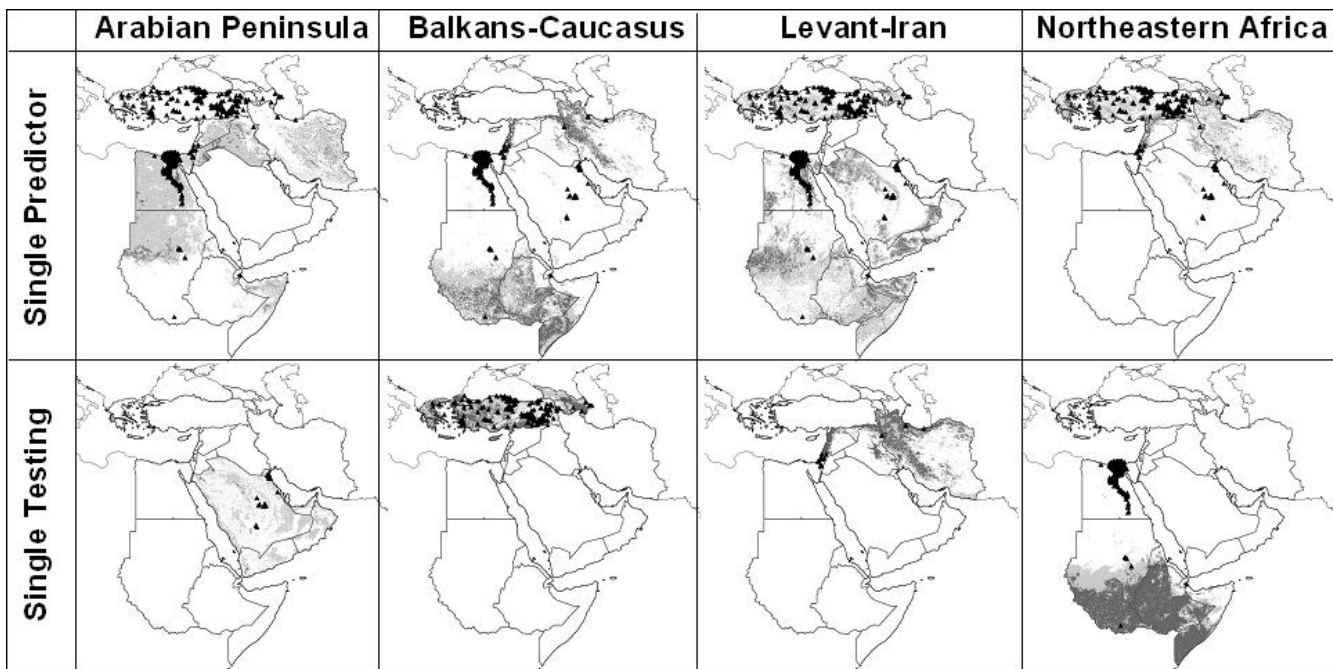 Arabian Peninsula Balkans-Caucasus Levant-Iran Northeastern Africa
Single Predictor
Single Testing